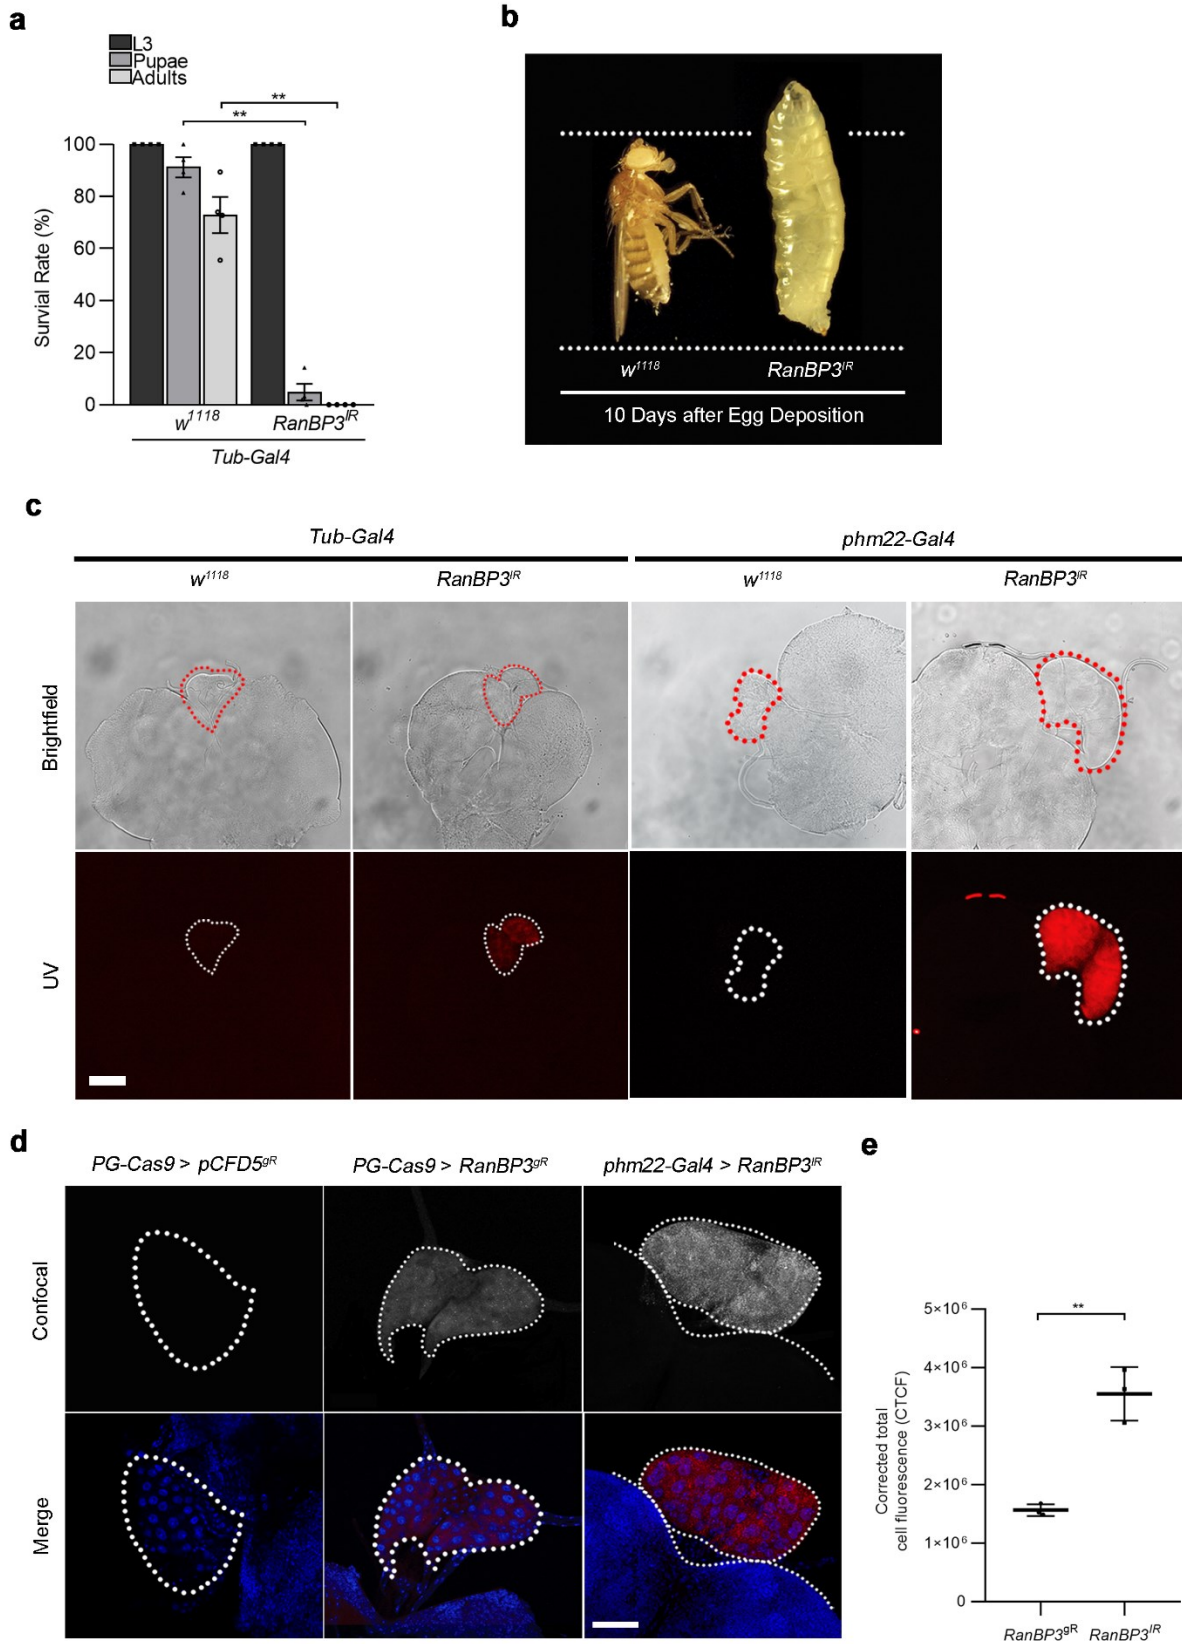 a
L3
Pupae
Adults
**
**
Survial Rate (%)
100
80
60
40
20
0
w1118
RanBP3IR
Tub-Gal4
b
w1118
RanBP3IR
10 Days after Egg Deposition
c
Tub-Gal4
phm22-Gal4
w1118
RanBP3IR
w1118
RanBP3IR
Brightfield
UV
d
PG-Cas9 > pCFD5gR
PG-Cas9 > RanBP3gR
phm22-Gal4 > RanBP3IR
Confocal
Merge
e
**
Corrected total
cell fluorescence (CTCF)
5×10⁶
4×10⁶
3×10⁶
2×10⁶
1×10⁶
0
RanBP3gR
RanBP3IR